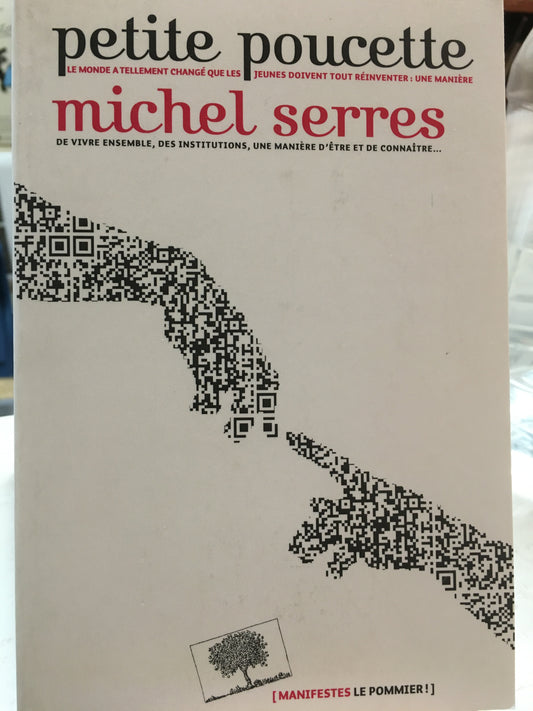 petite poucette
LE MONDE A TELLEMENT CHANGÉ QUE LES JEUNES DOIVENT TOUT RÉINVENTER : UNE MANIÈRE
michel serres
DE VIVRE ENSEMBLE, DES INSTITUTIONS, UNE MANIÈRE D'ÊTRE ET DE CONNAÎTRE...
[ MANIFESTES LE POMMIER ! ]